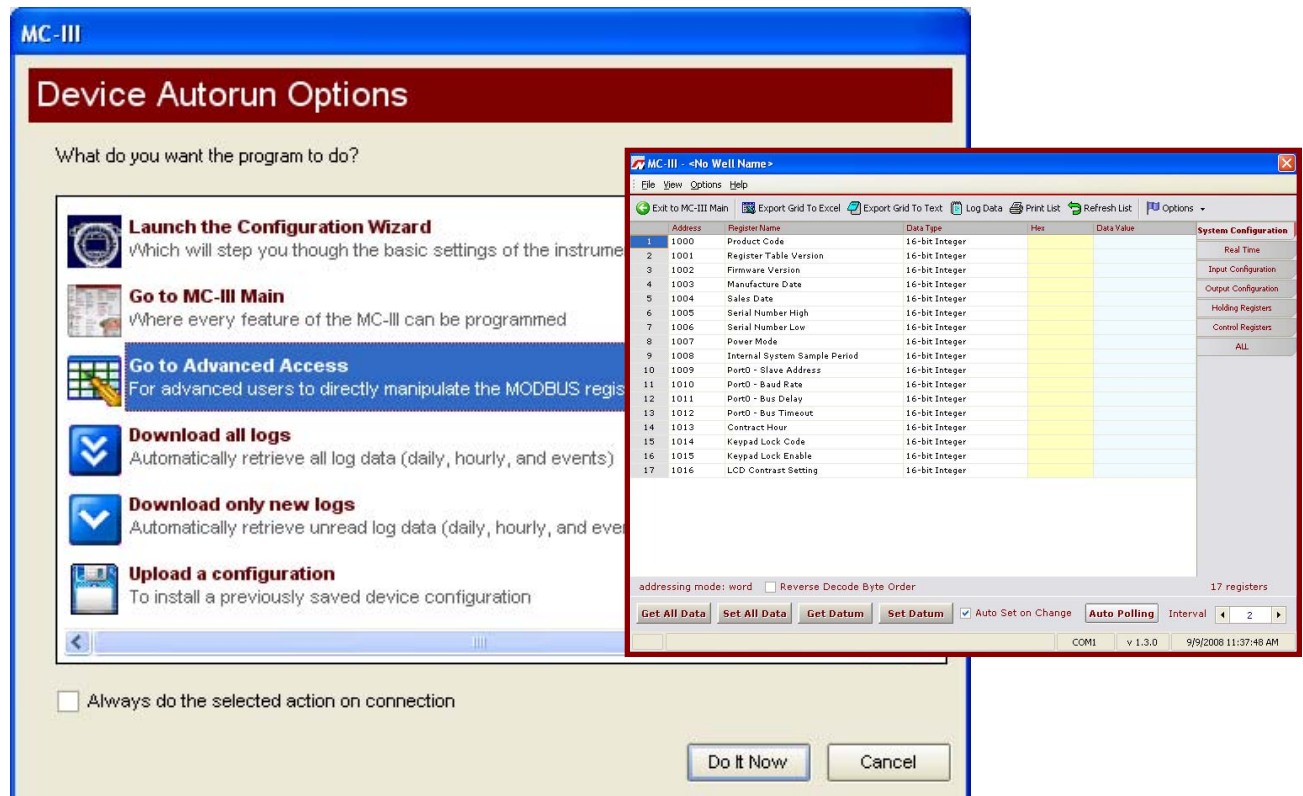 MC-III
Device Autorun Options
What do you want the program to do?
Launch the Configuration Wizard
Which will step you though the basic settings of the instrume
Go to MC-III Main
Where every feature of the MC-III can be programmed
Go to Advanced Access
For advanced users to directly manipulate the MODBUS regis
Download all logs
Automatically retrieve all log data (daily, hourly, and events)
Download only new logs
Automatically retrieve unread log data (daily, hourly, and eve
Upload a configuration
To install a previously saved device configuration
Always do the selected action on connection
Do It Now Cancel
MC-III - <No Well Name>
File View Options Help
Exit to MC-III Main Export Grid To Excel Export Grid To Text Log Data Print List Refresh List Options
Address Register Name Data Type Hex Data Value
1 1000 Product Code 16-bit Integer
2 1001 Register Table Version 16-bit Integer
3 1002 Firmware Version 16-bit Integer
4 1003 Manufacture Date 16-bit Integer
5 1004 Sales Date 16-bit Integer
6 1005 Serial Number High 16-bit Integer
7 1006 Serial Number Low 16-bit Integer
8 1007 Power Mode 16-bit Integer
9 1008 Internal System Sample Period 16-bit Integer
10 1009 Port0 - Slave Address 16-bit Integer
11 1010 Port0 - Baud Rate 16-bit Integer
12 1011 Port0 - Bus Delay 16-bit Integer
13 1012 Port0 - Bus Timeout 16-bit Integer
14 1013 Contract Hour 16-bit Integer
15 1014 Keypad Lock Code 16-bit Integer
16 1015 Keypad Lock Enable 16-bit Integer
17 1016 LCD Contrast Setting 16-bit Integer
System Configuration
Real Time
Input Configuration
Output Configuration
Holding Registers
Control Registers
ALL
addressing mode: word Reverse Decode Byte Order 17 registers
Get All Data Set All Data Get Datum Set Datum Auto Set on Change Auto Polling Interval 2
COM1 v 1.3.0 9/9/2008 11:37:48 AM